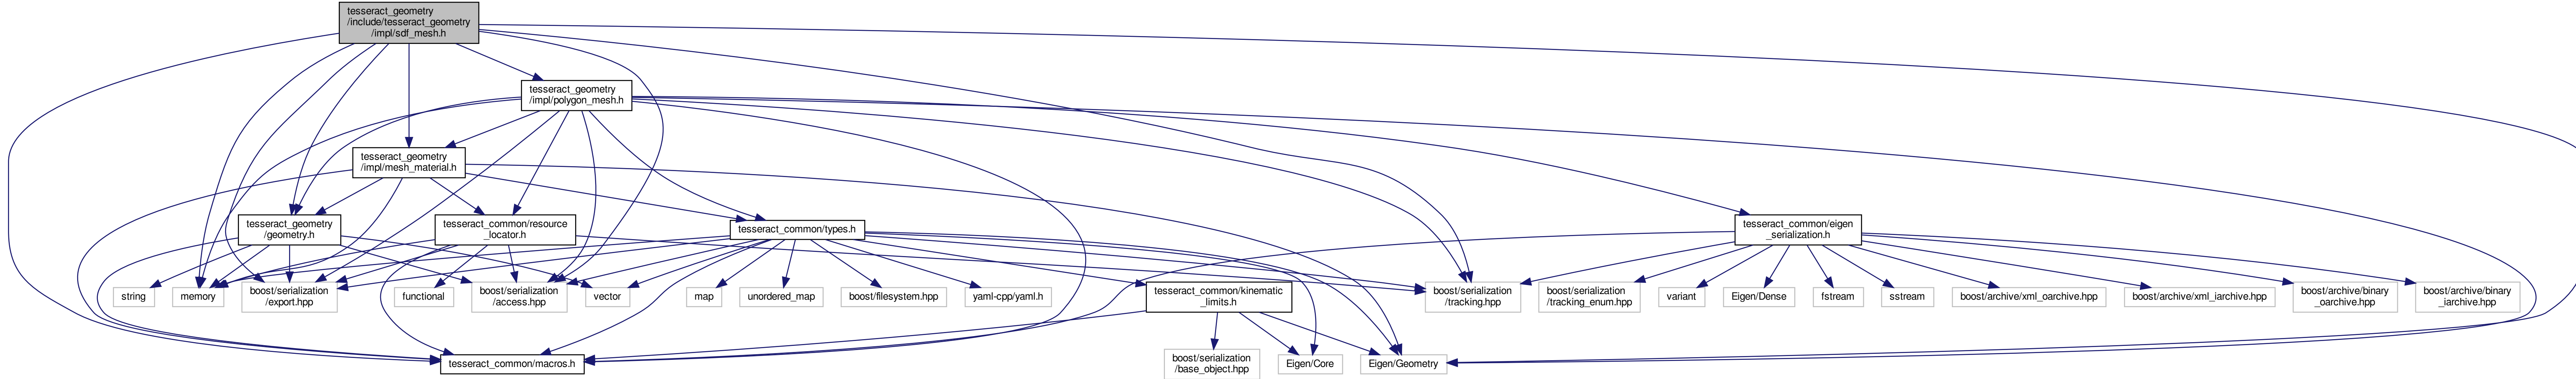 tesseract_geometry
/include/tesseract_geometry
/impl/sdf_mesh.h
tesseract_geometry
/impl/polygon_mesh.h
tesseract_geometry
/impl/mesh_material.h
tesseract_geometry
/geometry.h
tesseract_common/resource
_locator.h
tesseract_common/types.h
tesseract_common/eigen
_serialization.h
string
memory
boost/serialization
/export.hpp
functional
boost/serialization
/access.hpp
vector
map
unordered_map
boost/filesystem.hpp
yaml-cpp/yaml.h
tesseract_common/kinematic
_limits.h
boost/serialization
/tracking.hpp
boost/serialization
/tracking_enum.hpp
variant
Eigen/Dense
fstream
sstream
boost/archive/xml_oarchive.hpp
boost/archive/xml_iarchive.hpp
boost/archive/binary
_oarchive.hpp
boost/archive/binary
_iarchive.hpp
tesseract_common/macros.h
boost/serialization
/base_object.hpp
Eigen/Core
Eigen/Geometry